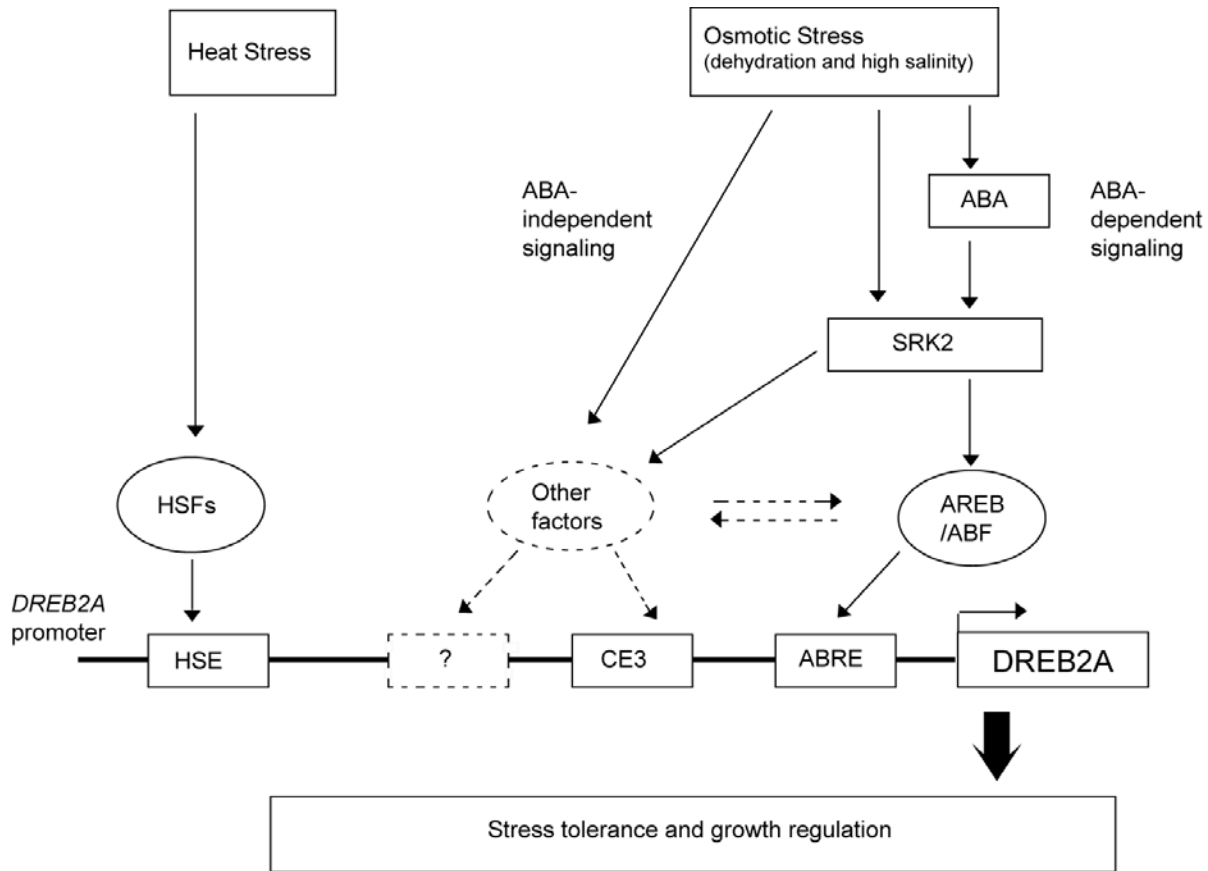 Heat Stress
Osmotic Stress
(dehydration and high salinity)
ABA-
independent
signaling
ABA
ABA-
dependent
signaling
SRK2
HSFs
Other
factors
AREB
/ABF
DREB2A
promoter
HSE
?
CE3
ABRE
DREB2A
Stress tolerance and growth regulation